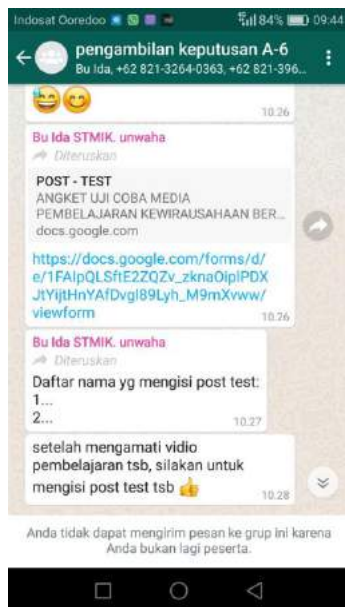 Indosat Ooredoo 84% 09:44
pengambilan keputusan A-6
Bu Ida, +62 821-3264-0363, +62 821-396...
10.26
Bu Ida STMIK. unwaha
Diteruskan
POST - TEST
ANGKET UJI COBA MEDIA
PEMBELAJARAN KEWIRAUSAHAAN BER...
docs.google.com
https://docs.google.com/forms/d/
e/1FAIpQLSftE2ZQZv_zknaOipIPDX
JtYijtHnYAfDvgl89Lyh_M9mXvww/
viewform
10.26
Bu Ida STMIK. unwaha
Diteruskan
Daftar nama yg mengisi post test:
1...
2...
10.27
setelah mengamati vidio
pembelajaran tsb, silakan untuk
mengisi post test tsb
10.28
Anda tidak dapat mengirim pesan ke grup ini karena
Anda bukan lagi peserta.